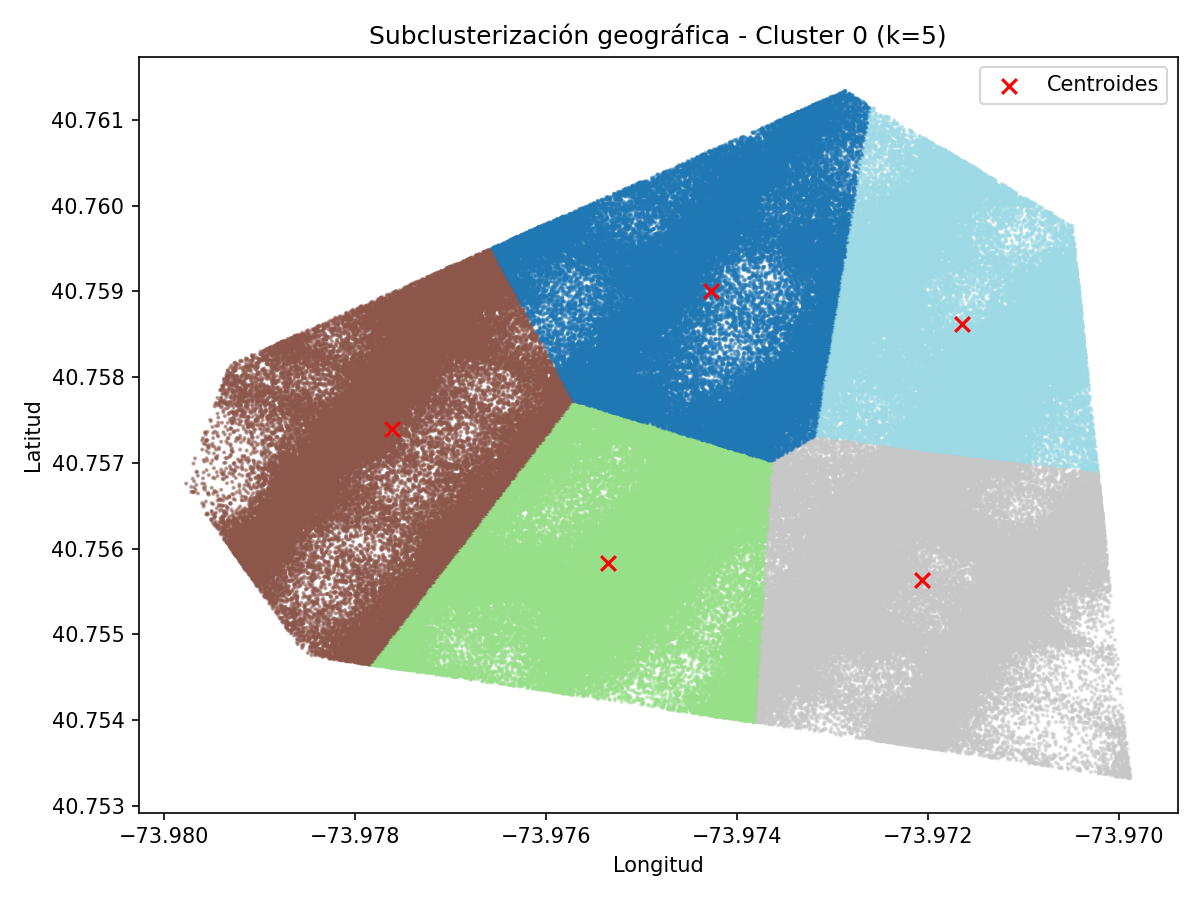 Subclusterización geográfica - Cluster 0 (k=5)
Centroides
Latitud
40.761
40.760
40.759
40.758
40.757
40.756
40.755
40.754
40.753
−73.980 −73.978 −73.976 −73.974 −73.972 −73.970
Longitud